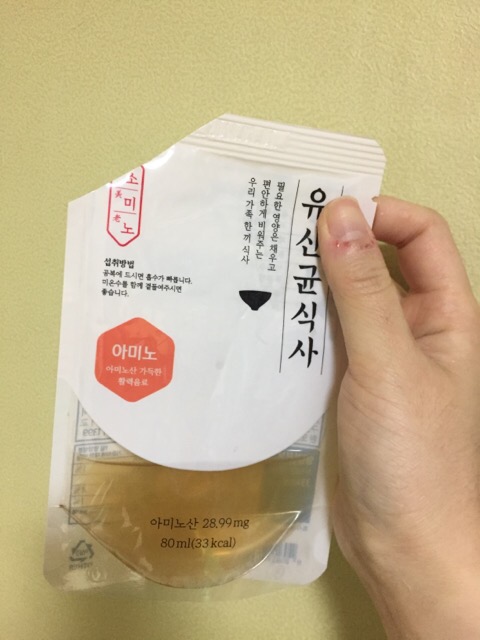 소미노
美老
필요한 영양은 채우고
편안하게 비워주는
우리가족 한끼식사
유산균식사
섭취방법
공복에 드시면 흡수가 빠릅니다.
미온수를 함께 곁들여주시면
좋습니다.
아미노
아미노산 가득한
활력음료
아미노산 28.99mg
80ml(33kcal)